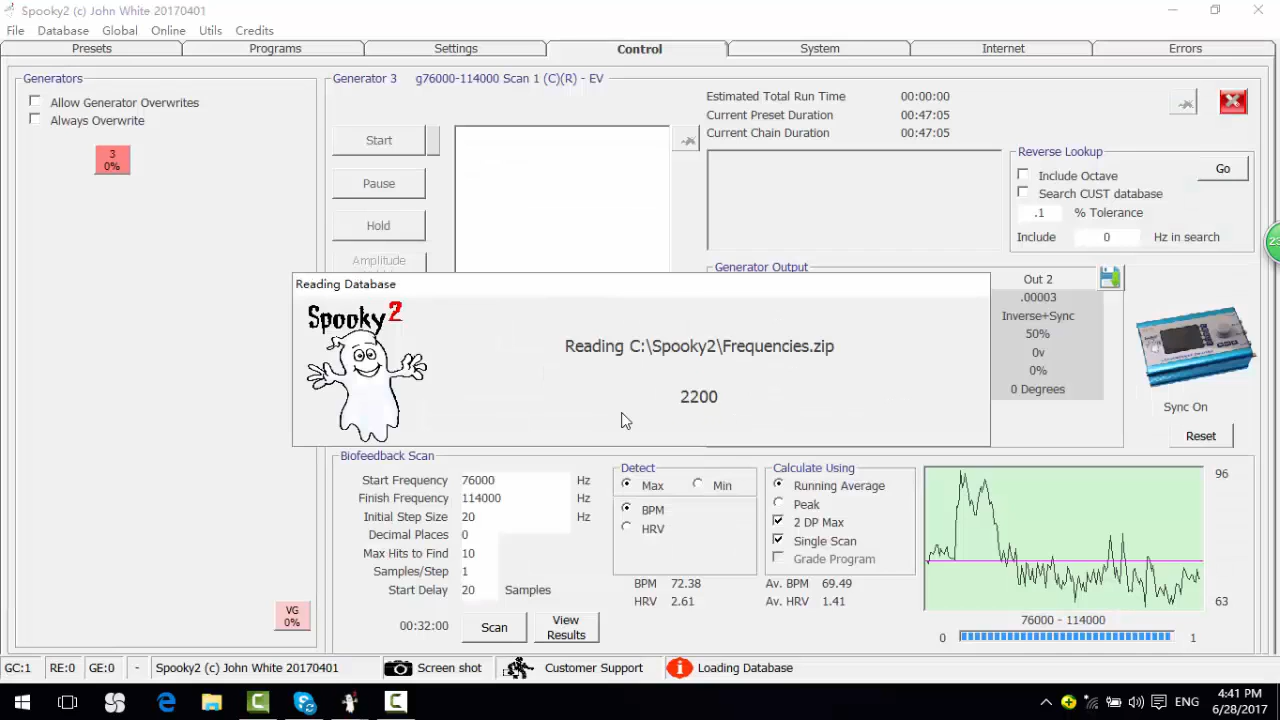 Spooky2 (c) John White 20170401
File Database Global Online Utils Credits
Presets Programs Settings Control System Internet Errors
Generators
Allow Generator Overwrites
Always Overwrite
3
0%
VG
0%
Generator 3 g76000-114000 Scan 1 (C)(R) - EV
Start
Pause
Hold
Amplitude
Estimated Total Run Time 00:00:00
Current Preset Duration 00:47:05
Current Chain Duration 00:47:05
Reverse Lookup
Include Octave Go
Search CUST database
.1 % Tolerance
Include 0 Hz in search
Generator Output
Out 2
.00003
Inverse+Sync
50%
0v
0%
0 Degrees
Sync On
Reset
Reading Database
Spooky2
Reading C:\Spooky2\Frequencies.zip
2200
Biofeedback Scan
Start Frequency 76000 Hz
Finish Frequency 114000 Hz
Initial Step Size 20 Hz
Decimal Places 0
Max Hits to Find 10
Samples/Step 1
Start Delay 20 Samples
00:32:00 Scan View Results
Detect
Max Min
BPM
HRV
BPM 72.38
HRV 2.61
Calculate Using
Running Average
Peak
2 DP Max
Single Scan
Grade Program
Av. BPM 69.49
Av. HRV 1.41
96
63
76000 - 114000
0 1
GC:1 RE:0 GE:0 - Spooky2 (c) John White 20170401 Screen shot Customer Support Loading Database
ENG
4:41 PM
6/28/2017